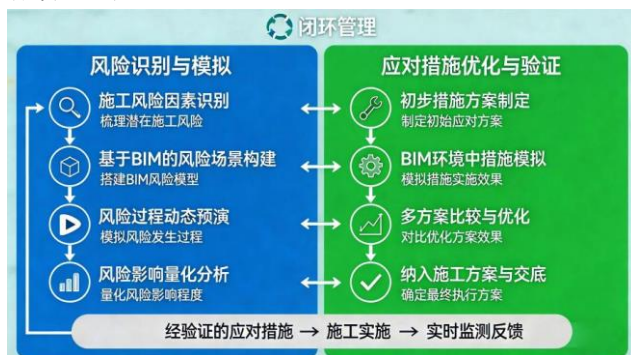 闭环管理
风险识别与模拟
施工风险因素识别
梳理潜在施工风险
基于BIM的风险场景构建
搭建BIM风险模型
风险过程动态预演
模拟风险发生过程
风险影响量化分析
量化风险影响程度
应对措施优化与验证
初步措施方案制定
制定初始应对方案
BIM环境中措施模拟
模拟措施实施效果
多方案比较与优化
对比优化方案效果
纳入施工方案与交底
确定最终执行方案
经验证的应对措施 → 施工实施 → 实时监测反馈